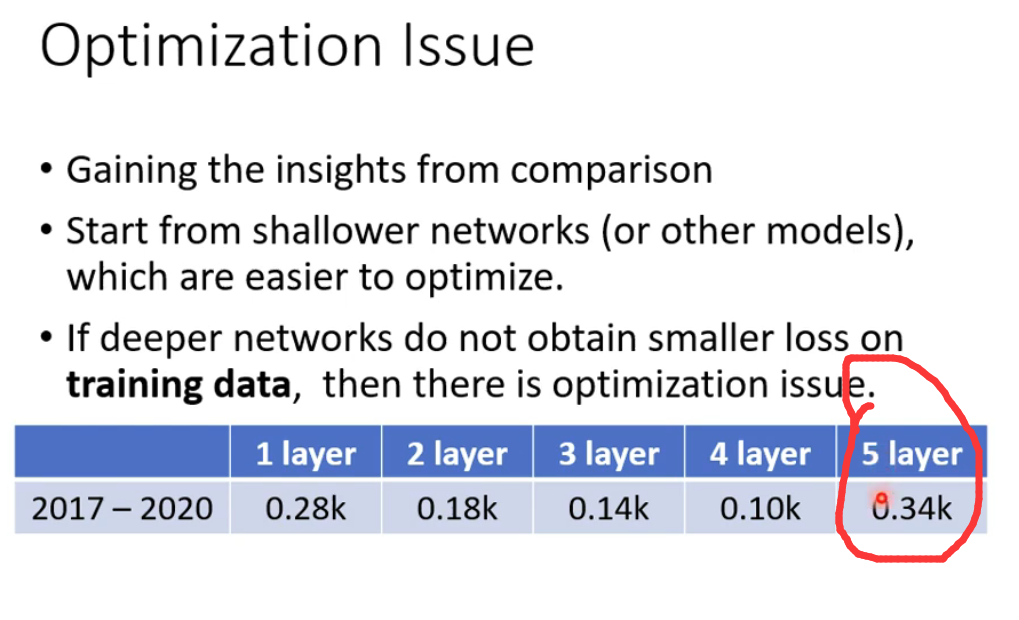 Optimization Issue
• Gaining the insights from comparison
• Start from shallower networks (or other models),
which are easier to optimize.
• If deeper networks do not obtain smaller loss on
training data, then there is optimization issue.
1 layer 2 layer 3 layer 4 layer 5 layer
2017 – 2020 0.28k 0.18k 0.14k 0.10k 0.34k